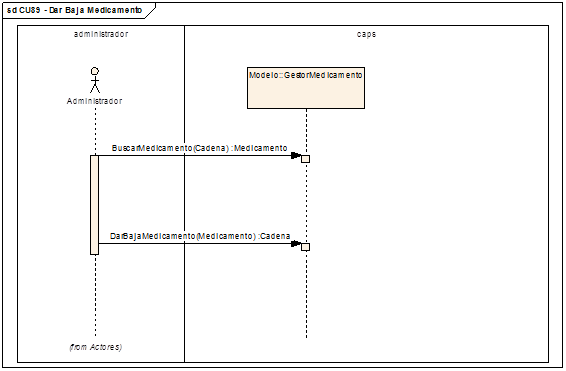 sd CU89 - Dar Baja Medicamento
administrador
caps
Administrador
Modelo::GestorMedicamento
BuscarMedicamento(Cadena) :Medicamento
DarBajaMedicamento(Medicamento) :Cadena
(from Actores)